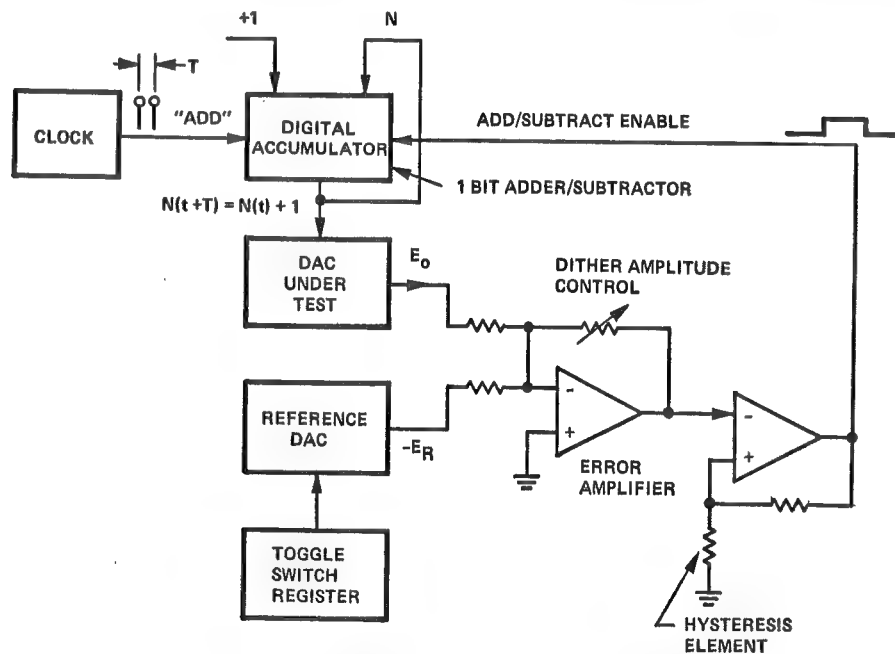 +1
N
T
CLOCK
"ADD"
DIGITAL
ACCUMULATOR
ADD/SUBTRACT ENABLE
1 BIT ADDER/SUBTRACTOR
N(t +T) = N(t) + 1
DAC
UNDER
TEST
Eo
DITHER AMPLITUDE
CONTROL
REFERENCE
DAC
-ER
-
+
ERROR
AMPLIFIER
-
+
TOGGLE
SWITCH
REGISTER
HYSTERESIS
ELEMENT